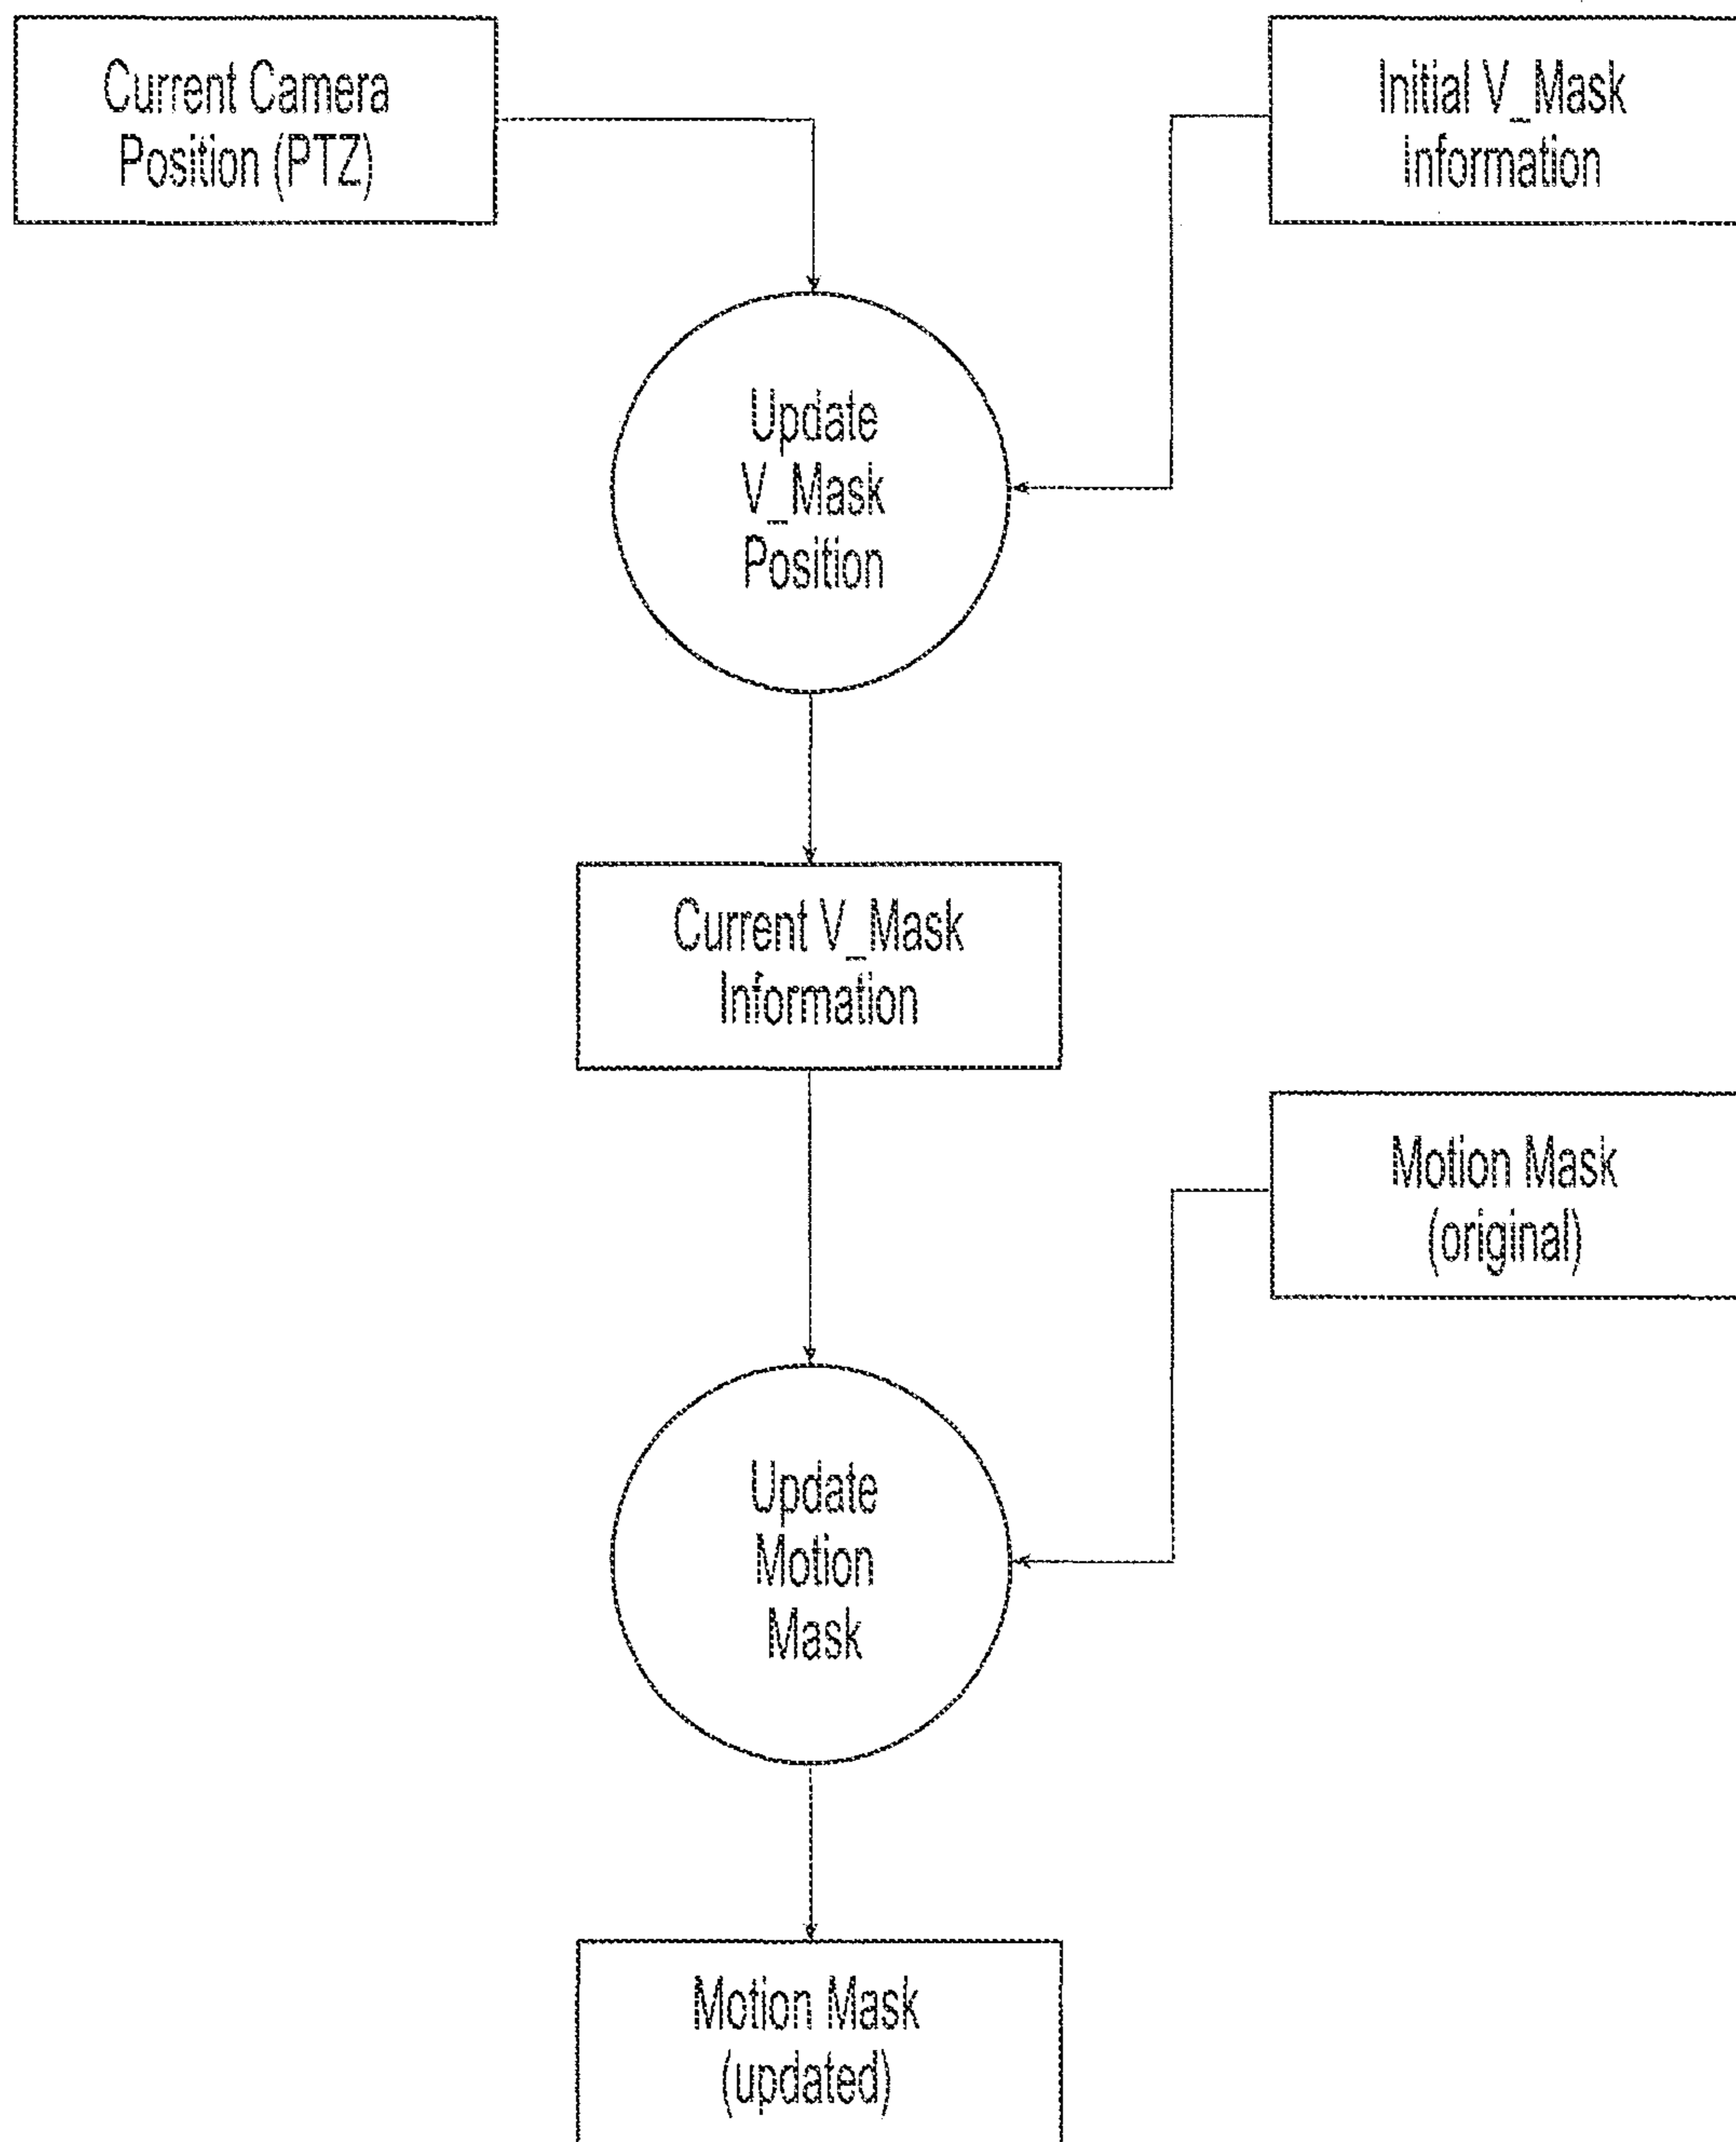 Current Camera
Position (PTZ)
Initial V_Mask
Information
Update
V_Mask
Position
Current V_Mask
Information
Motion Mask
(original)
Update
Motion
Mask
Motion Mask
(updated)